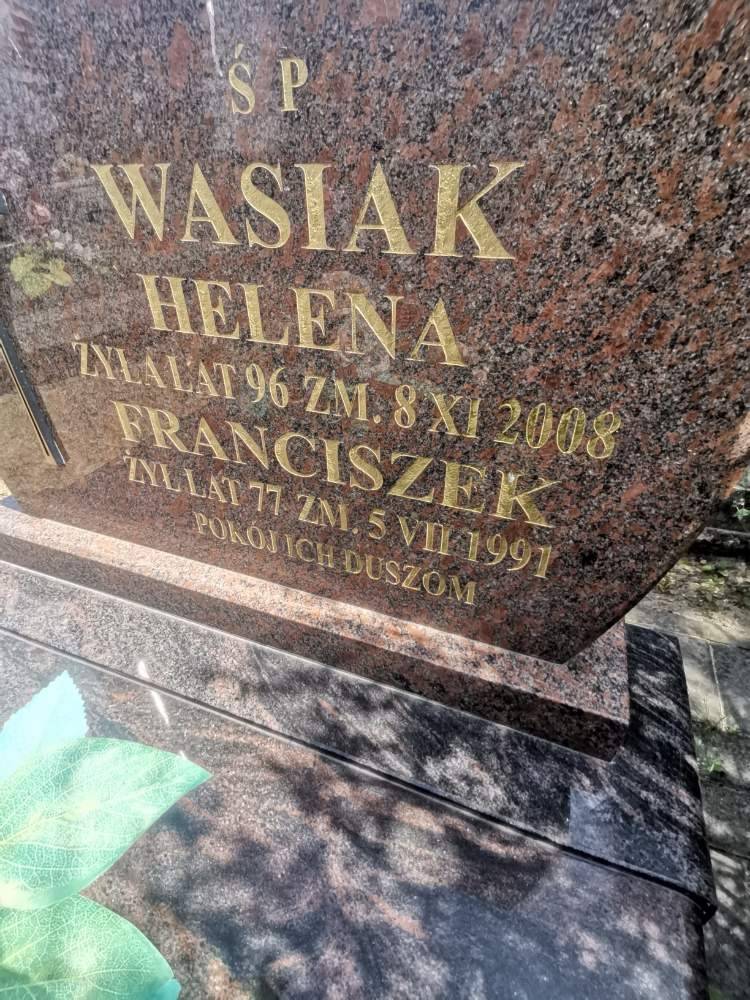 Ś P
WASIAK
HELENA
ŻYŁA LAT 96 ZM. 8 XI 2008
FRANCISZEK
ŻYŁ LAT 77 ZM. 5 VII 1991
POKÓJ ICH DUSZOM